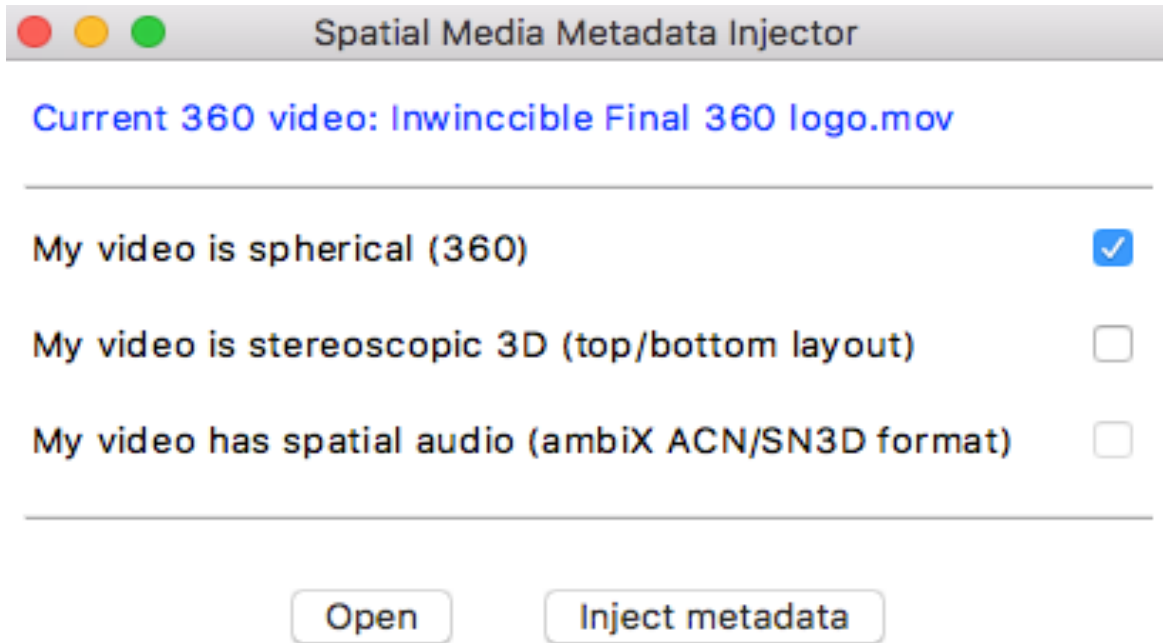 Spatial Media Metadata Injector
Current 360 video: Inwinccible Final 360 logo.mov
My video is spherical (360)
My video is stereoscopic 3D (top/bottom layout)
My video has spatial audio (ambiX ACN/SN3D format)
Open Inject metadata